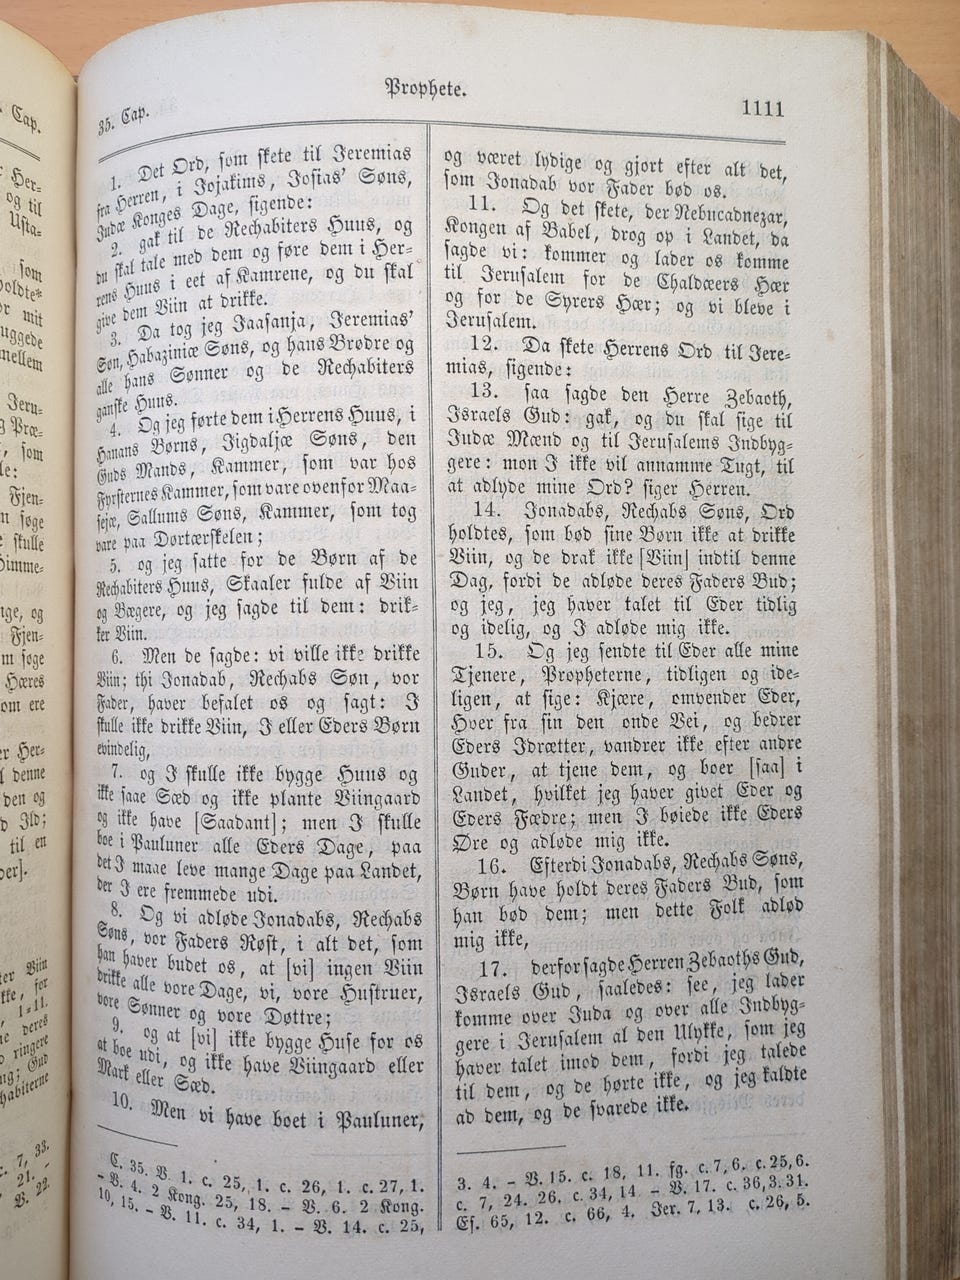 35. Cap.
Prophete.
1111
1. Det Ord, som skete til Jeremias
fra Herren, i Jojakims, Josias' Søns,
Judæ Konges Dage, sigende:
2. gak til de Rechabiters Huus, og
du skal tale med dem og føre dem i Her-
rens Huus i eet af Kamrene, og du skal
give dem Viin at drikke.
3. Da tog jeg Jaasanja, Jeremias'
Søn, Habaziniæ Søns, og hans Brødre og
alle hans Sønner og de Rechabiters
ganske Huus.
4. Og jeg førte dem i Herrens Huus, i
Hanans Børns, Jigdaljæ Søns, den
Guds Mands, Kammer, som var hos
Fyrsternes Kammer, som vare ovenfor Maa-
sejæ, Sallums Søns, Kammer, som tog
vare paa Dørtærskelen;
5. og jeg satte for de Børn af de
Rechabiters Huus, Skaaler fulde af Viin
og Bægere, og jeg sagde til dem: drik-
ker Viin.
6. Men de sagde: vi ville ikke drikke
Viin; thi Jonadab, Rechabs Søn, vor
Fader, haver befalet os og sagt: I
skulle ikke drikke Viin, I eller Eders Børn
evindelig,
7. og I skulle ikke bygge Huus og
ikke saae Sæd og ikke plante Viingaard
og ikke have [Saadant]; men I skulle
boe i Pauluner alle Eders Dage, paa
det I maae leve mange Dage paa Landet,
der I ere fremmede udi.
8. Og vi adløde Jonadabs, Rechabs
Søns, vor Faders Røst, i alt det, som
han haver budet os, at [vi] ingen Viin
drikke alle vore Dage, vi, vore Hustruer,
vore Sønner og vore Døttre;
9. og at [vi] ikke bygge Huse for os
at boe udi, og ikke have Viingaard eller
Mark eller Sæd.
10. Men vi have boet i Pauluner,
C. 35. V. 1. c. 25, 1. c. 26, 1. c. 27, 1.
- V. 4. 2 Kong. 25, 18. - V. 6. 2 Kong.
10, 15. - V. 11. c. 34, 1. - V. 14. c. 25,
og været lydige og gjort efter alt det,
som Jonadab vor Fader bød os.
11. Og det skete, der Nebucadnezar,
Kongen af Babel, drog op i Landet, da
sagde vi: kommer og lader os komme
til Jerusalem for de Chaldæers Hær
og for de Syrers Hær; og vi bleve i
Jerusalem.
12. Da skete Herrens Ord til Jere-
mias, sigende:
13. saa sagde den Herre Zebaoth,
Israels Gud: gak, og du skal sige til
Judæ Mænd og til Jerusalems Indbyg-
gere: mon I ikke vil annamme Tugt, til
at adlyde mine Ord? siger Herren.
14. Jonadabs, Rechabs Søns, Ord
holdtes, som bød sine Børn ikke at drikke
Viin, og de drak ikke [Viin] indtil denne
Dag, fordi de adløde deres Faders Bud;
og jeg, jeg haver talet til Eder tidlig
og idelig, og I adløde mig ikke.
15. Og jeg sendte til Eder alle mine
Tjenere, Propheterne, tidligen og ide-
ligen, at sige: Kjære, omvender Eder,
Hver fra sin den onde Vei, og bedrer
Eders Idrætter, vandrer ikke efter andre
Guder, at tjene dem, og boer [saa] i
Landet, hvilket jeg haver givet Eder og
Eders Fædre; men I bøiede ikke Eders
Øre og adløde mig ikke.
16. Efterdi Jonadabs, Rechabs Søns,
Børn have holdt deres Faders Bud, som
han bød dem; men dette Folk adlød
mig ikke,
17. derfor sagde Herren Zebaoths Gud,
Israels Gud, saaledes: see, jeg lader
komme over Juda og over alle Indbyg-
gere i Jerusalem al den Ulykke, som jeg
haver talet imod dem, fordi jeg talede
til dem, og de hørte ikke, og jeg kaldte
ad dem, og de svarede ikke.
3. 4. - V. 15. c. 18, 11. fg. c. 7, 6. c. 25, 6.
c. 7, 24. 26. c. 34, 14. - V. 17. c. 36, 3. 31.
Es. 65, 12. c. 66, 4. Jer. 7, 13. c. 26, 5.